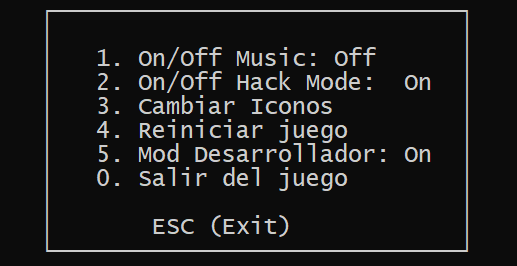 1. On/Off Music: Off
2. On/Off Hack Mode:  On
3. Cambiar Iconos
4. Reiniciar juego
5. Mod Desarrollador: On
0. Salir del juego
ESC (Exit)